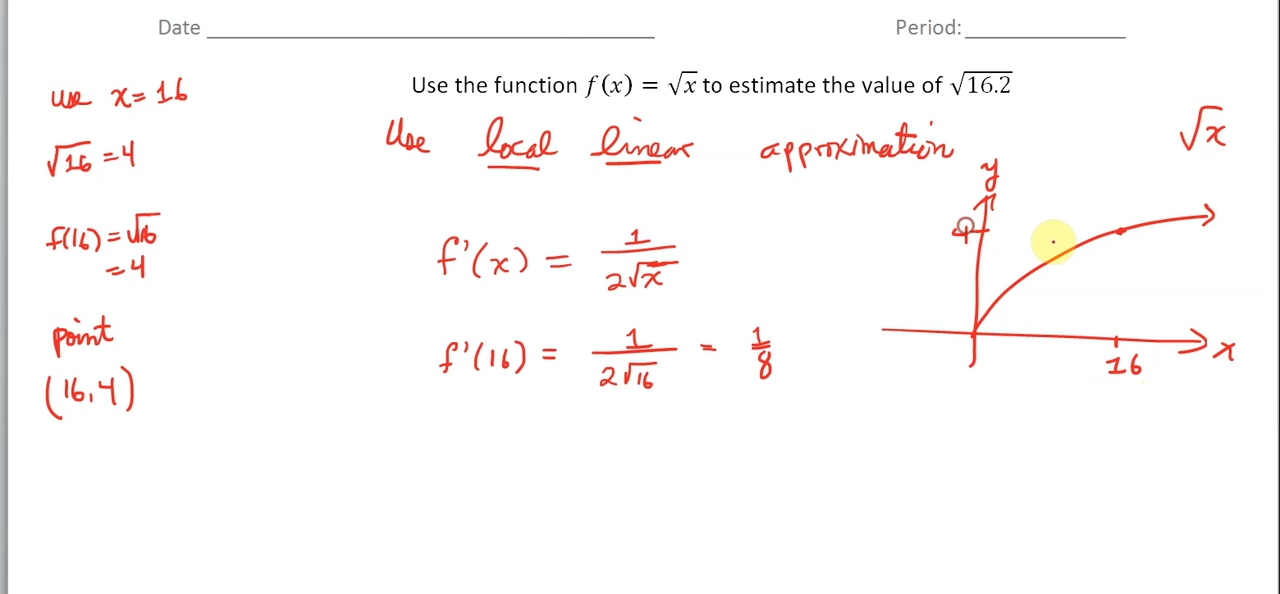 Date Period:
Use the function f(x) = √x to estimate the value of √16.2
use x = 16
√16 = 4
f(16) = √16
= 4
point
(16,4)
Use local linear approximation
f'(x) = 1/(2√x)
f'(16) = 1/(2√16) = 1/8
√x
y
4
16
x